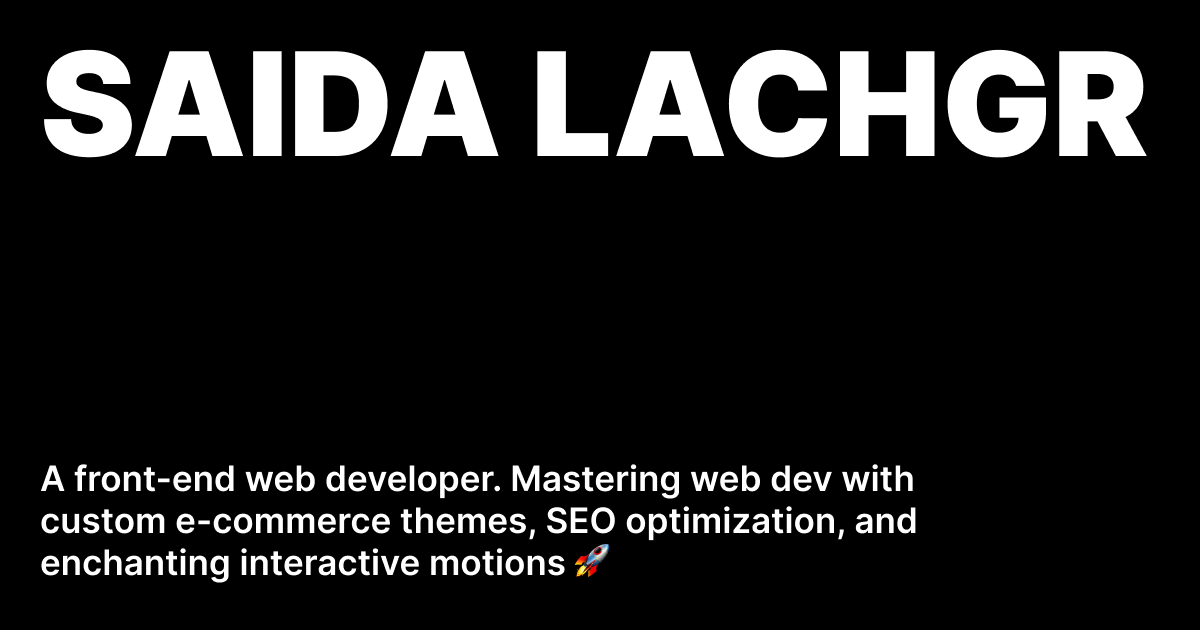 SAIDA LACHGR
A front-end web developer. Mastering web dev with
custom e-commerce themes, SEO optimization, and
enchanting interactive motions 🚀